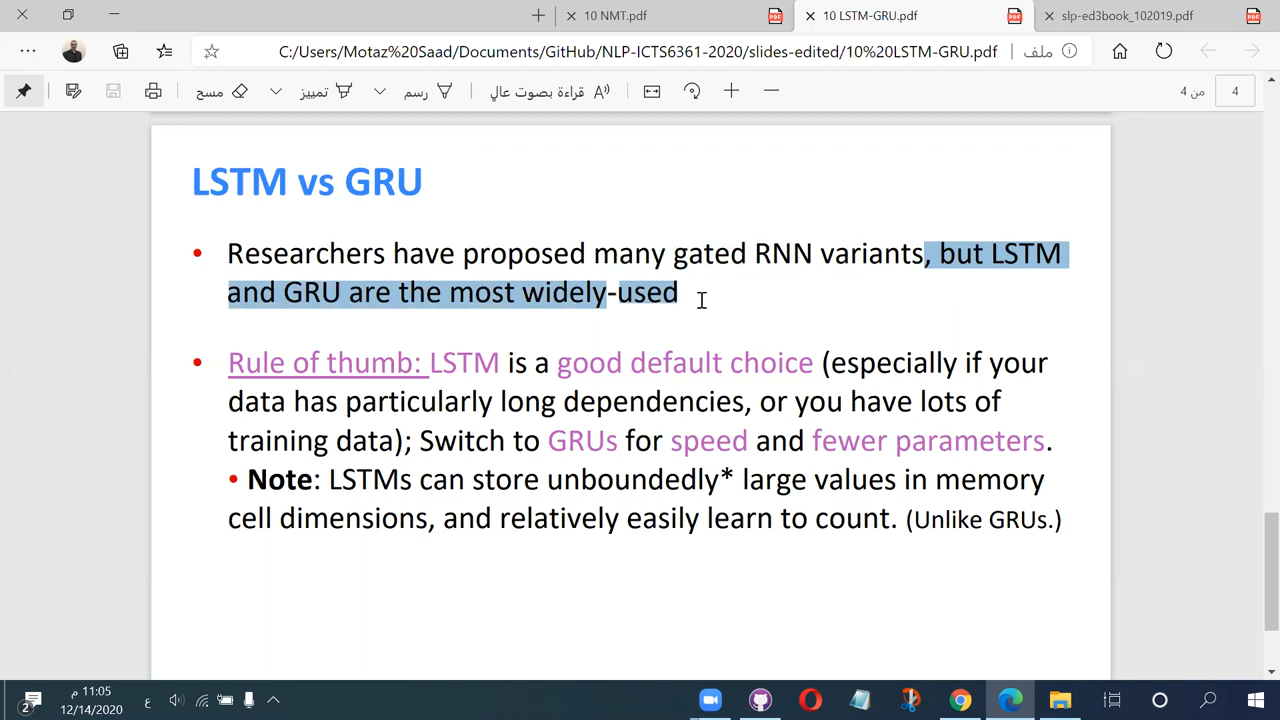 10 NMT.pdf
10 LSTM-GRU.pdf
slp-ed3book_102019.pdf
C:/Users/Motaz%20Saad/Documents/GitHub/NLP-ICTS6361-2020/slides-edited/10%20LSTM-GRU.pdf
ملف
مسح
تمييز
رسم
قراءة بصوت عالٍ
4 من
4
LSTM vs GRU
• Researchers have proposed many gated RNN variants, but LSTM
and GRU are the most widely-used
• Rule of thumb: LSTM is a good default choice (especially if your
data has particularly long dependencies, or you have lots of
training data); Switch to GRUs for speed and fewer parameters.
• Note: LSTMs can store unboundedly* large values in memory
cell dimensions, and relatively easily learn to count. (Unlike GRUs.)
2
11:05 م
12/14/2020
ع